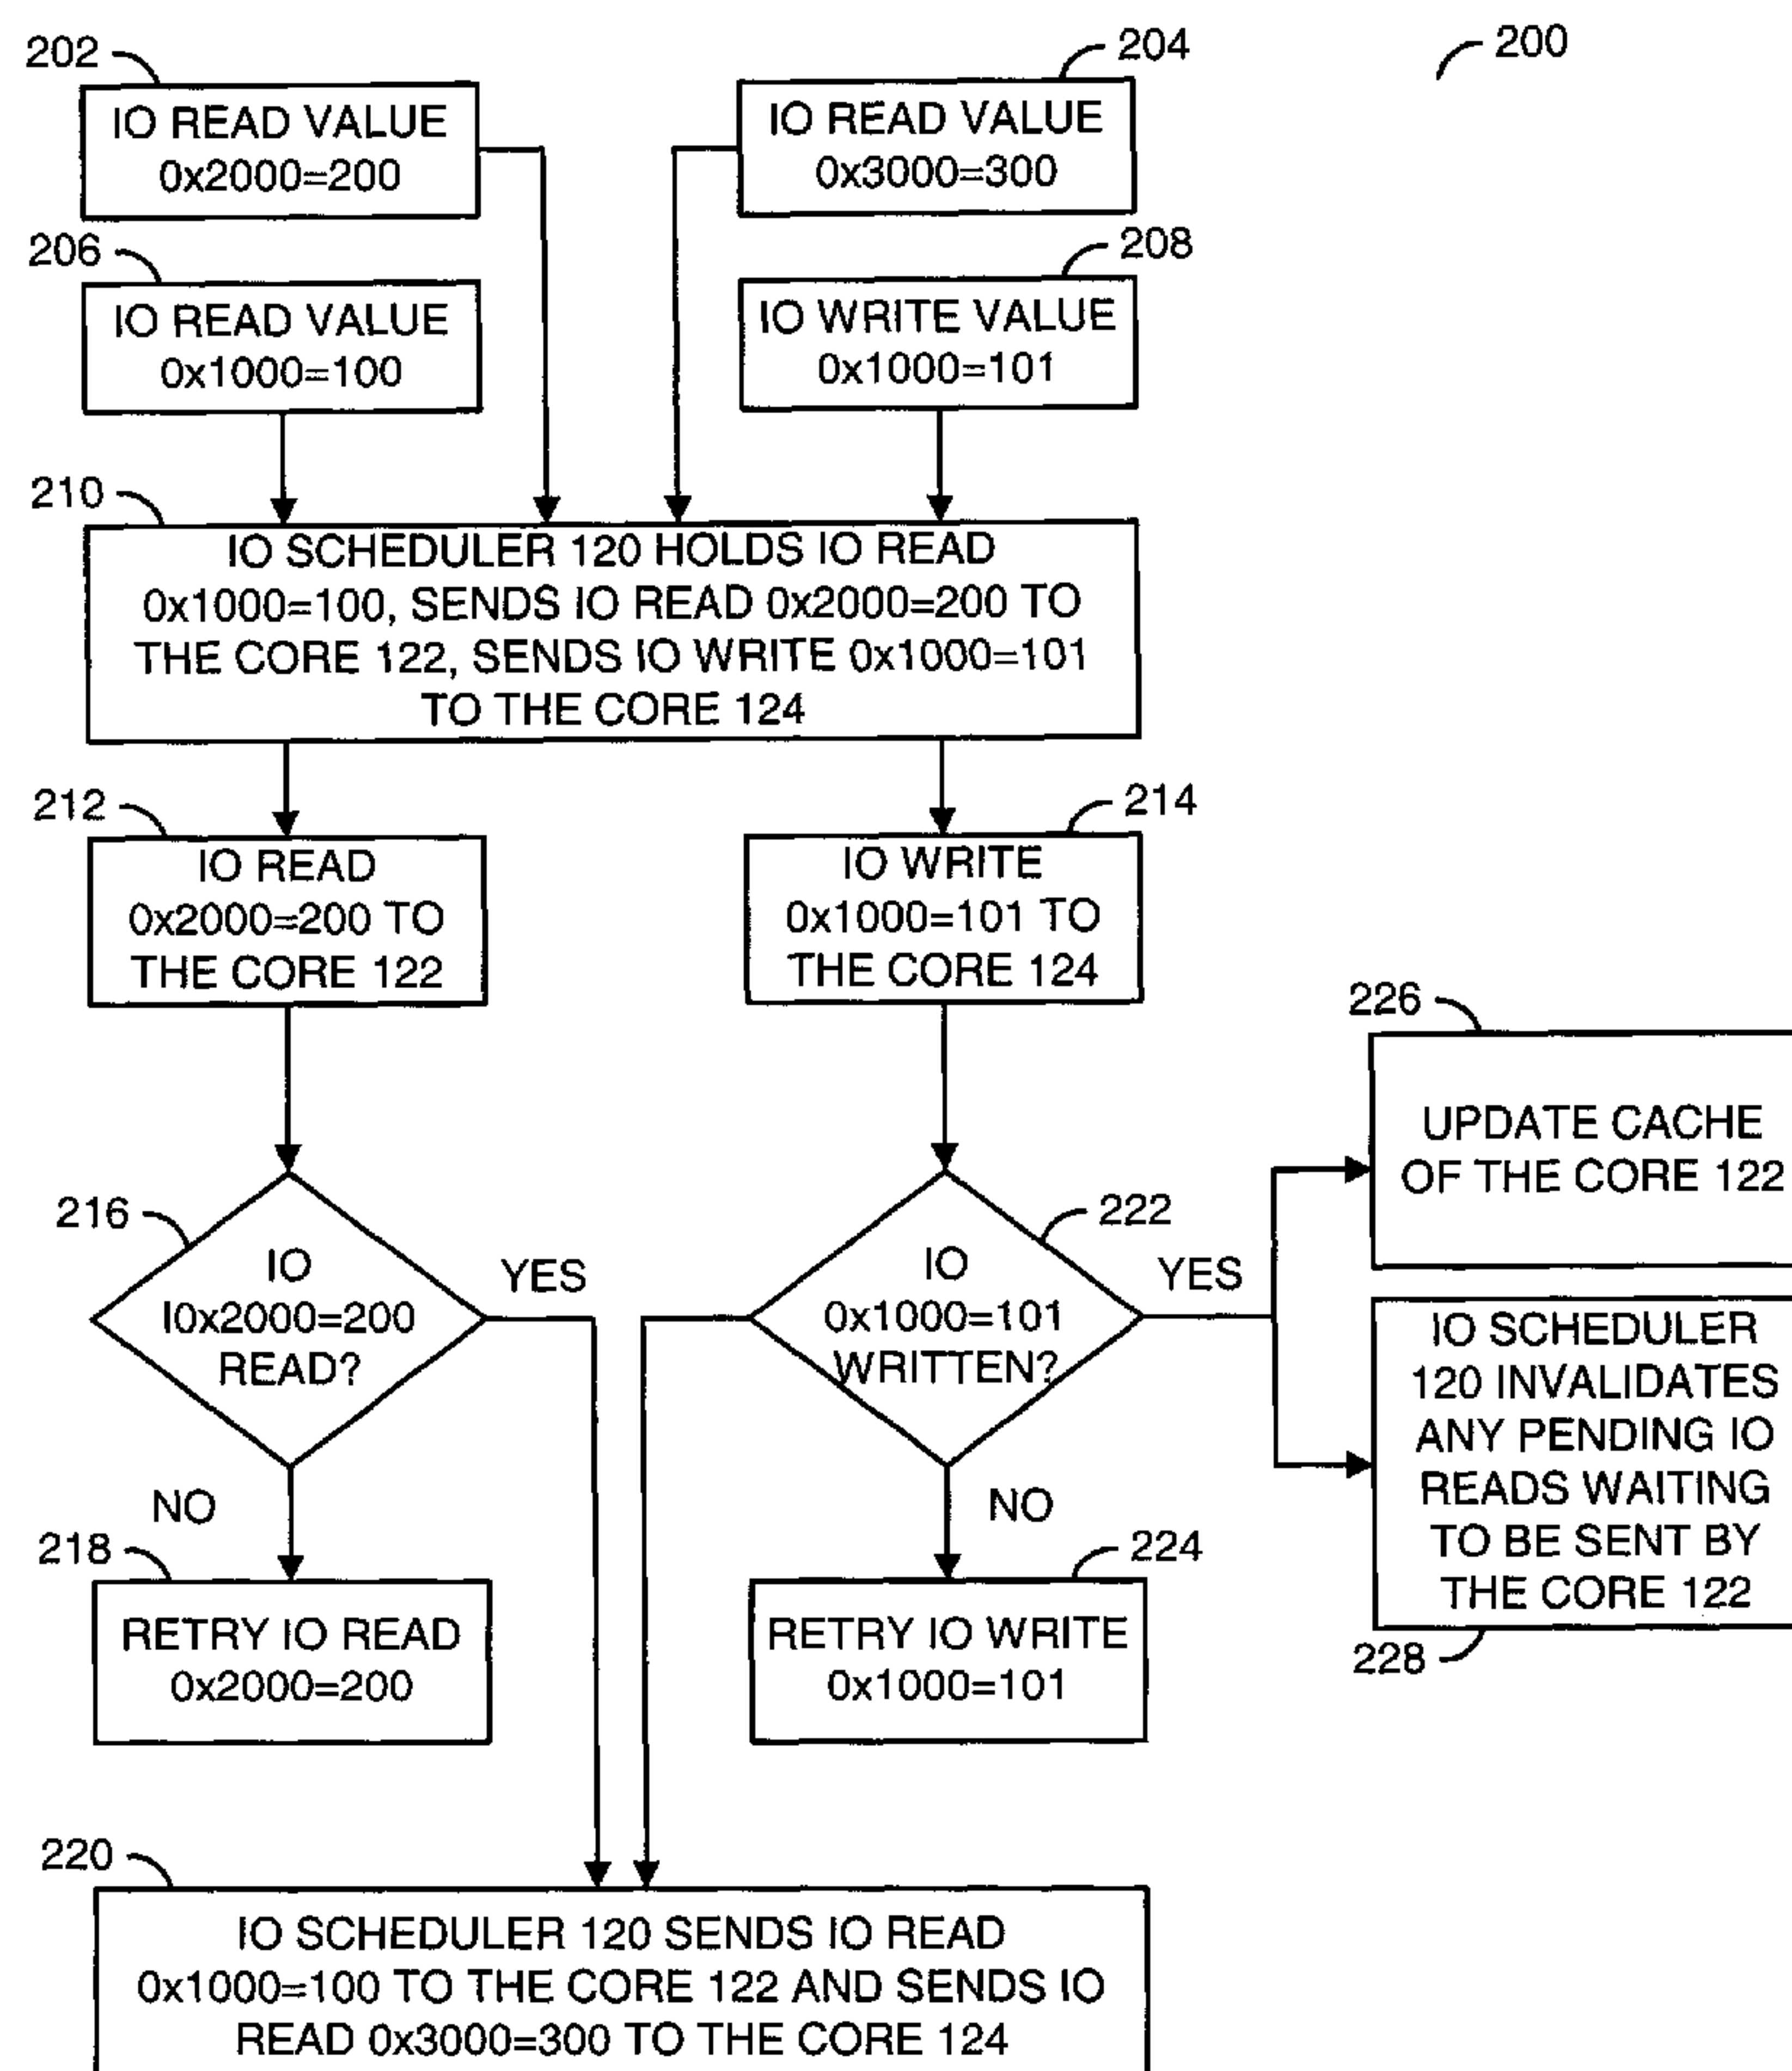 202
204
200
IO READ VALUE
0x2000=200
IO READ VALUE
0x3000=300
206
208
IO READ VALUE
0x1000=100
IO WRITE VALUE
0x1000=101
210
IO SCHEDULER 120 HOLDS IO READ
0x1000=100, SENDS IO READ 0x2000=200 TO
THE CORE 122, SENDS IO WRITE 0x1000=101
TO THE CORE 124
212
214
IO READ
0x2000=200 TO
THE CORE 122
IO WRITE
0x1000=101 TO
THE CORE 124
226
UPDATE CACHE
OF THE CORE 122
216
222
IO
I0x2000=200
READ?
YES
IO
0x1000=101
WRITTEN?
YES
IO SCHEDULER
120 INVALIDATES
ANY PENDING IO
READS WAITING
TO BE SENT BY
THE CORE 122
228
NO
NO
218
224
RETRY IO READ
0x2000=200
RETRY IO WRITE
0x1000=101
220
IO SCHEDULER 120 SENDS IO READ
0x1000=100 TO THE CORE 122 AND SENDS IO
READ 0x3000=300 TO THE CORE 124